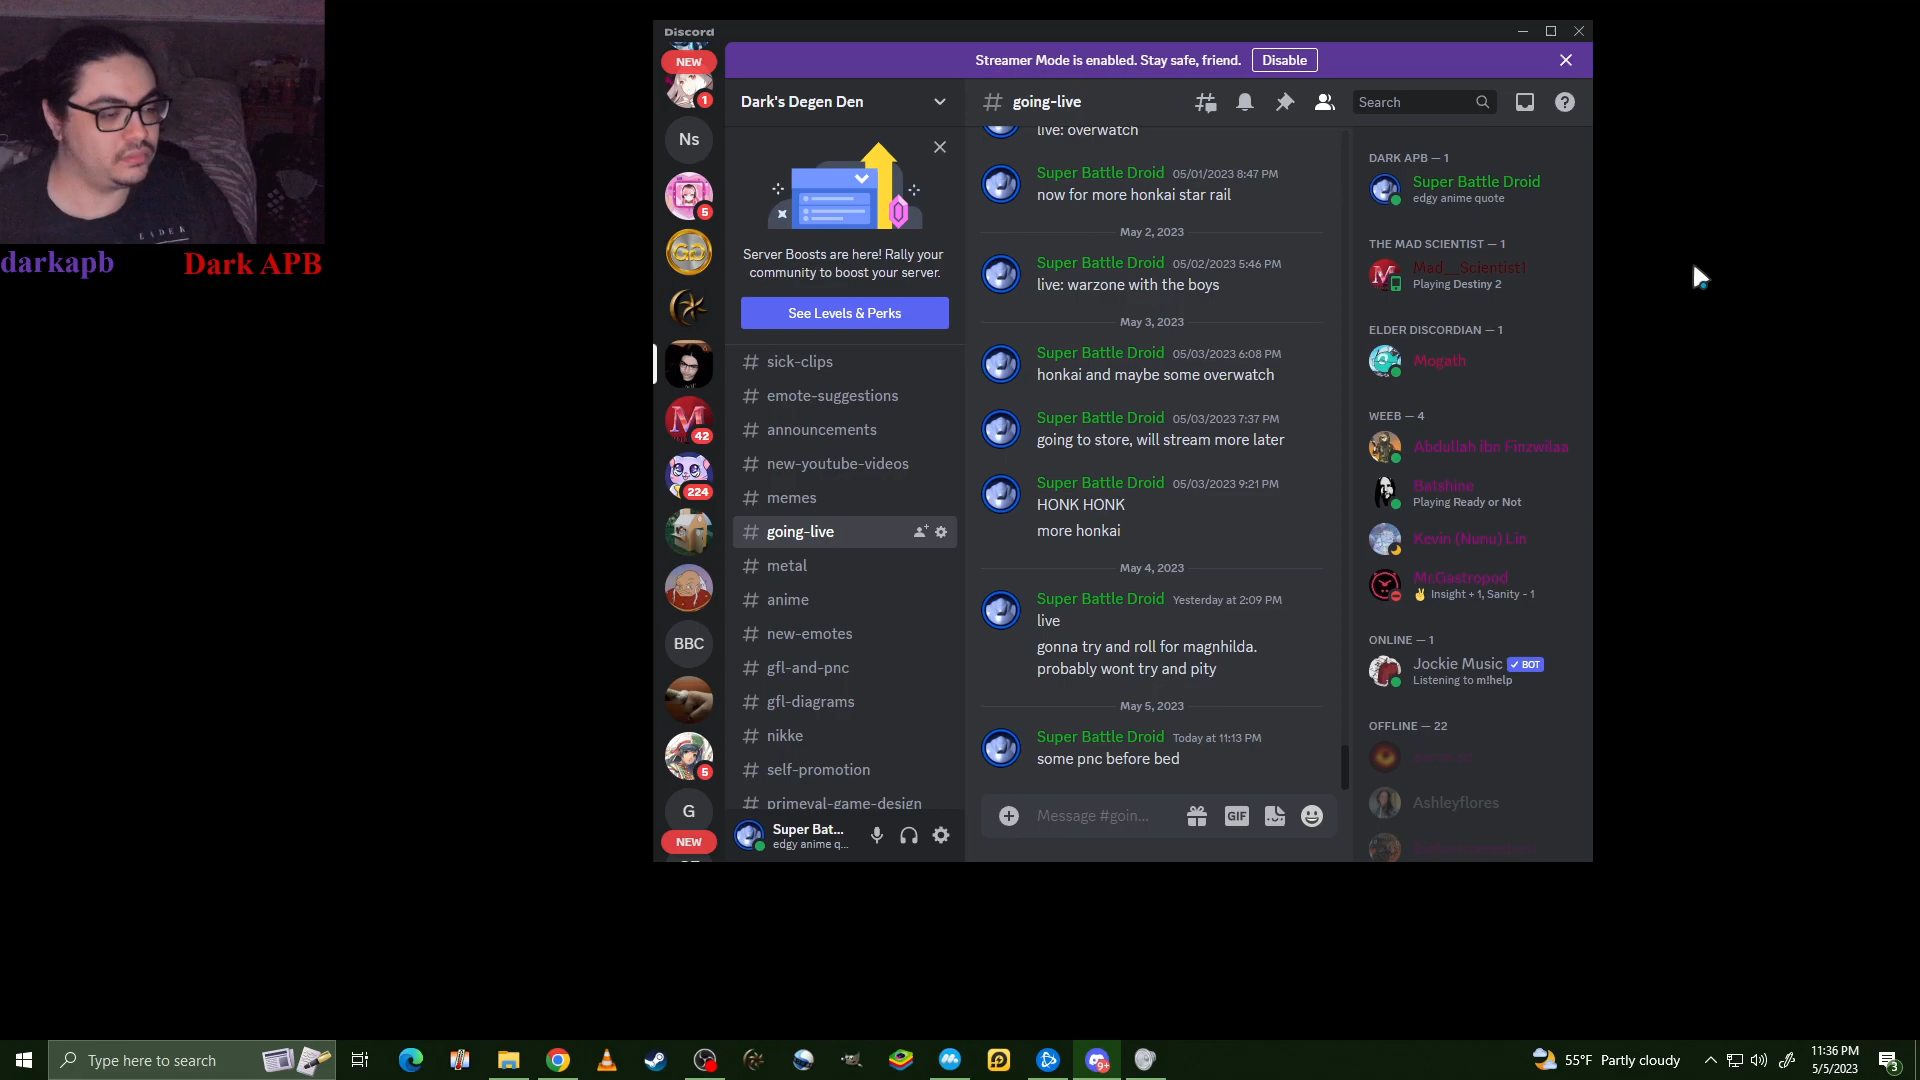 Discord
Streamer Mode is enabled. Stay safe, friend.
Disable
NEW
1
Ns
5
42
224
BBC
5
G
NEW
Dark's Degen Den
Server Boosts are here! Rally your
community to boost your server.
See Levels & Perks
sick-clips
emote-suggestions
announcements
new-youtube-videos
memes
going-live
metal
anime
new-emotes
gfl-and-pnc
gfl-diagrams
nikke
self-promotion
primeval-game-design
Super Bat...
edgy anime q...
going-live
Search
live: overwatch
Super Battle Droid 05/01/2023 8:47 PM
now for more honkai star rail
May 2, 2023
Super Battle Droid 05/02/2023 5:46 PM
live: warzone with the boys
May 3, 2023
Super Battle Droid 05/03/2023 6:08 PM
honkai and maybe some overwatch
Super Battle Droid 05/03/2023 7:37 PM
going to store, will stream more later
Super Battle Droid 05/03/2023 9:21 PM
HONK HONK
more honkai
May 4, 2023
Super Battle Droid Yesterday at 2:09 PM
live
gonna try and roll for magnhilda.
probably wont try and pity
May 5, 2023
Super Battle Droid Today at 11:13 PM
some pnc before bed
Message #goin...
GIF
DARK APB — 1
Super Battle Droid
edgy anime quote
THE MAD SCIENTIST — 1
Mad__Scientist1
Playing Destiny 2
ELDER DISCORDIAN — 1
Mogath
WEEB — 4
Abdullah ibn Finzwilaa
Batshine
Playing Ready or Not
Kevin (Nunu) Lin
Mr.Gastropod
✌ Insight + 1, Sanity - 1
ONLINE — 1
Jockie Music ✓ BOT
Listening to m!help
OFFLINE — 22
Ashleyflores
darkapb
Dark APB
Type here to search
9+
55°F Partly cloudy
11:36 PM
5/5/2023
3